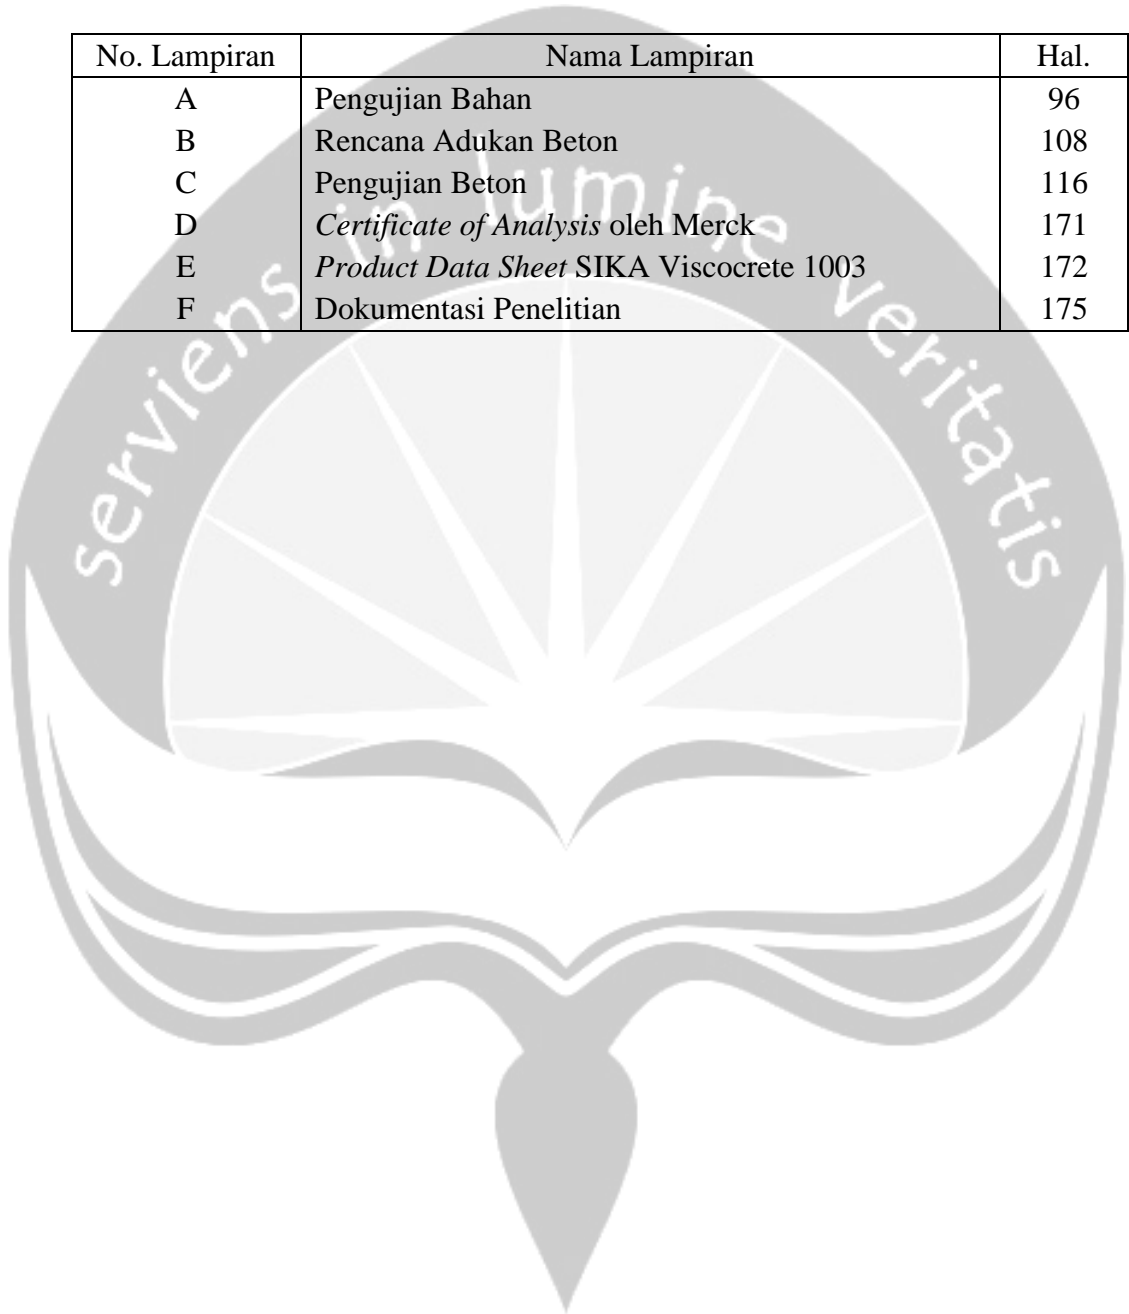 No. Lampiran Nama Lampiran Hal.
A Pengujian Bahan 96
B Rencana Adukan Beton 108
C Pengujian Beton 116
D Certificate of Analysis oleh Merck 171
E Product Data Sheet SIKA Viscocrete 1003 172
F Dokumentasi Penelitian 175
serviens in lumine veritatis